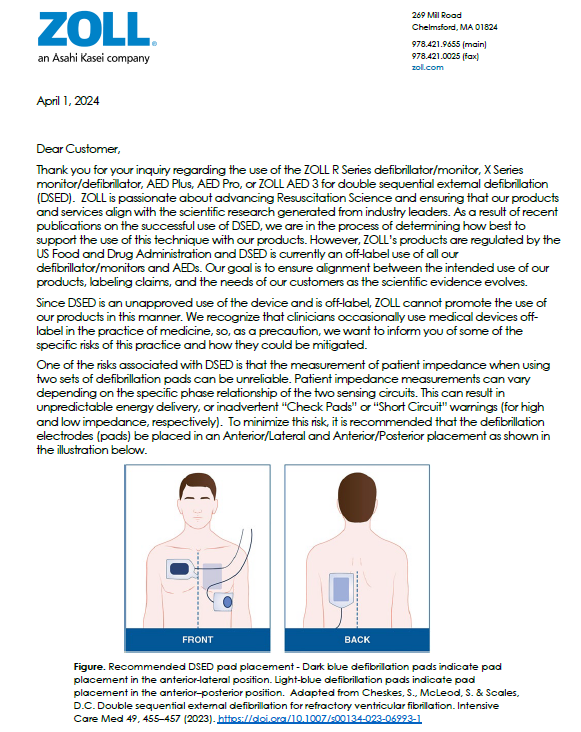 ZOLL®
an Asahi Kasei company
269 Mill Road
Chelmsford, MA 01824
978.421.9655 (main)
978.421.0025 (fax)
zoll.com
April 1, 2024
Dear Customer,
Thank you for your inquiry regarding the use of the ZOLL R Series defibrillator/monitor, X Series
monitor/defibrillator, AED Plus, AED Pro, or ZOLL AED 3 for double sequential external defibrillation
(DSED).  ZOLL is passionate about advancing Resuscitation Science and ensuring that our products
and services align with the scientific research generated from industry leaders. As a result of recent
publications on the successful use of DSED, we are in the process of determining how best to
support the use of this technique with our products. However, ZOLL’s products are regulated by the
US Food and Drug Administration and DSED is currently an off-label use of all our
defibrillator/monitors and AEDs. Our goal is to ensure alignment between the intended use of our
products, labeling claims, and the needs of our customers as the scientific evidence evolves.
Since DSED is an unapproved use of the device and is off-label, ZOLL cannot promote the use of
our products in this manner. We recognize that clinicians occasionally use medical devices off-
label in the practice of medicine, so, as a precaution, we want to inform you of some of the
specific risks of this practice and how they could be mitigated.
One of the risks associated with DSED is that the measurement of patient impedance when using
two sets of defibrillation pads can be unreliable. Patient impedance measurements can vary
depending on the specific phase relationship of the two sensing circuits. This can result in
unpredictable energy delivery, or inadvertent “Check Pads” or “Short Circuit” warnings (for high
and low impedance, respectively).  To minimize this risk, it is recommended that the defibrillation
electrodes (pads) be placed in an Anterior/Lateral and Anterior/Posterior placement as shown in
the illustration below.
FRONT
BACK
Figure. Recommended DSED pad placement - Dark blue defibrillation pads indicate pad
placement in the anterior-lateral position. Light-blue defibrillation pads indicate pad
placement in the anterior–posterior position.  Adapted from Cheskes, S., McLeod, S. & Scales,
D.C. Double sequential external defibrillation for refractory ventricular fibrillation. Intensive
Care Med 49, 455–457 (2023). https://doi.org/10.1007/s00134-023-06993-1